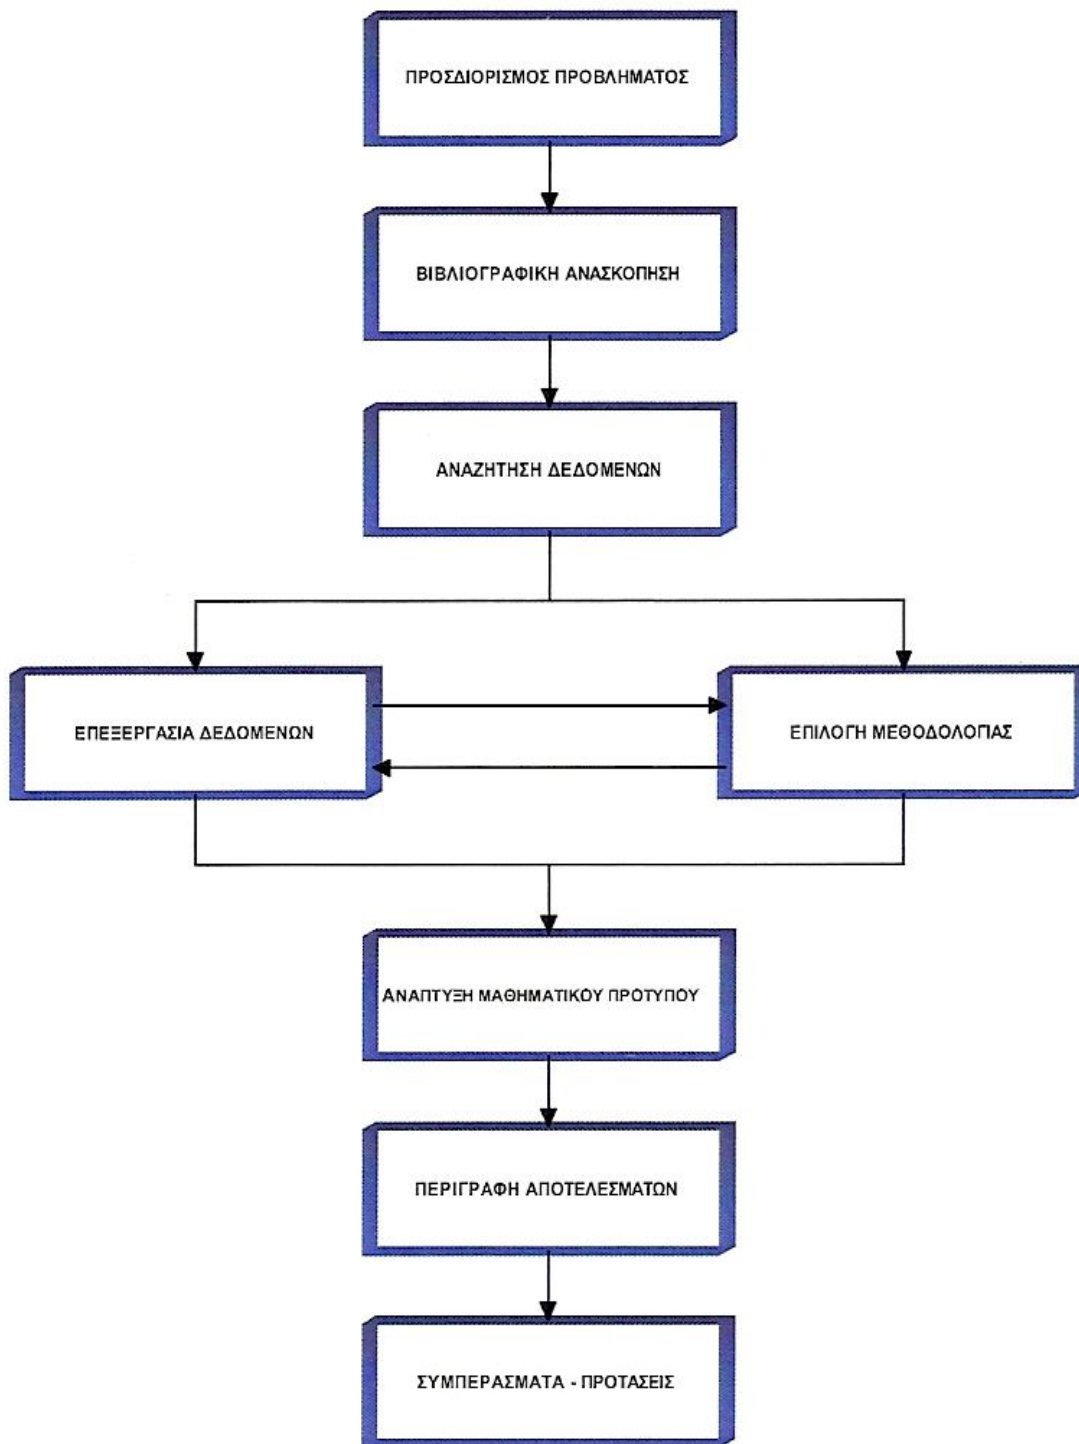 ΠΡΟΣΔΙΟΡΙΣΜΟΣ ΠΡΟΒΛΗΜΑΤΟΣ
ΒΙΒΛΙΟΓΡΑΦΙΚΗ ΑΝΑΣΚΟΠΗΣΗ
ΑΝΑΖΗΤΗΣΗ ΔΕΔΟΜΕΝΩΝ
ΕΠΕΞΕΡΓΑΣΙΑ ΔΕΔΟΜΕΝΩΝ
ΕΠΙΛΟΓΗ ΜΕΘΟΔΟΛΟΓΙΑΣ
ΑΝΑΠΤΥΞΗ ΜΑΘΗΜΑΤΙΚΟΥ ΠΡΟΤΥΠΟΥ
ΠΕΡΙΓΡΑΦΗ ΑΠΟΤΕΛΕΣΜΑΤΩΝ
ΣΥΜΠΕΡΑΣΜΑΤΑ - ΠΡΟΤΑΣΕΙΣ